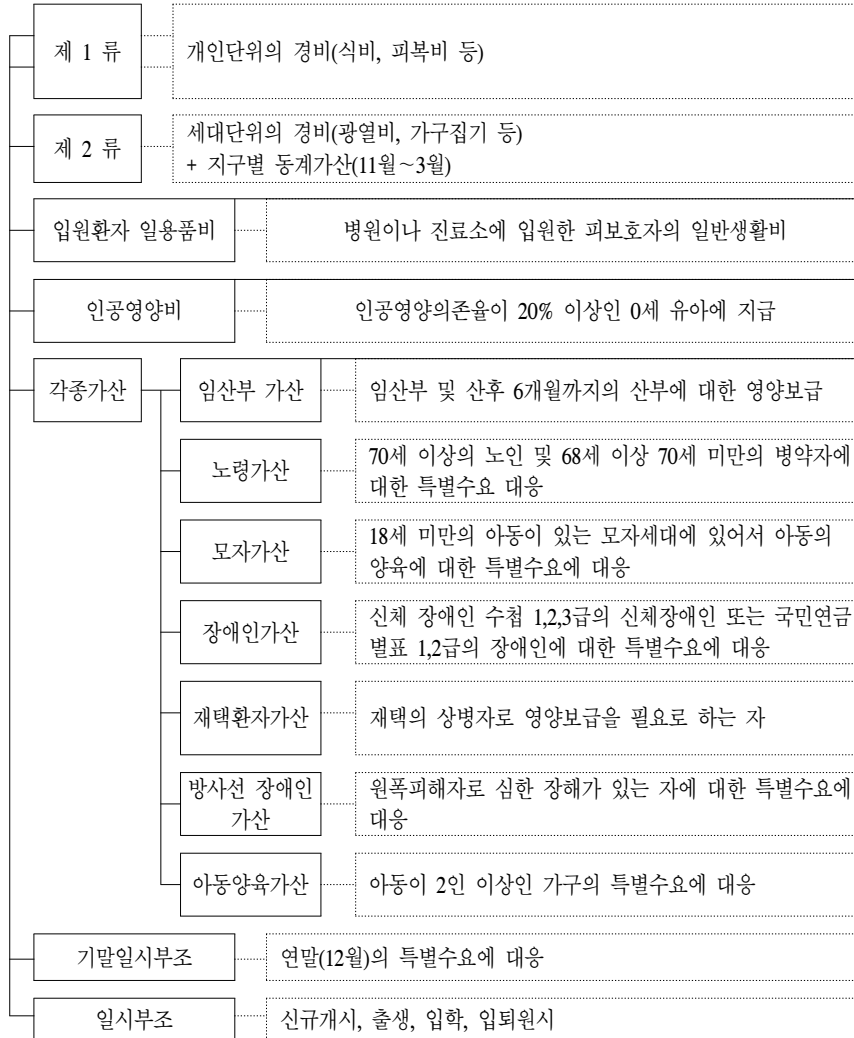 제 1 류
개인단위의 경비(식비, 피복비 등)
제 2 류
세대단위의 경비(광열비, 가구집기 등)
+ 지구별 동계가산(11월~3월)
입원환자 일용품비
병원이나 진료소에 입원한 피보호자의 일반생활비
인공영양비
인공영양의존율이 20% 이상인 0세 유아에 지급
각종가산
임산부 가산
임산부 및 산후 6개월까지의 산부에 대한 영양보급
노령가산
70세 이상의 노인 및 68세 이상 70세 미만의 병약자에
대한 특별수요 대응
모자가산
18세 미만의 아동이 있는 모자세대에 있어서 아동의
양육에 대한 특별수요에 대응
장애인가산
신체 장애인 수첩 1,2,3급의 신체장애인 또는 국민연금
별표 1,2급의 장애인에 대한 특별수요에 대응
재택환자가산
재택의 상병자로 영양보급을 필요로 하는 자
방사선 장애인
가산
원폭피해자로 심한 장해가 있는 자에 대한 특별수요에
대응
아동양육가산
아동이 2인 이상인 가구의 특별수요에 대응
기말일시부조
연말(12월)의 특별수요에 대응
일시부조
신규개시, 출생, 입학, 입퇴원시